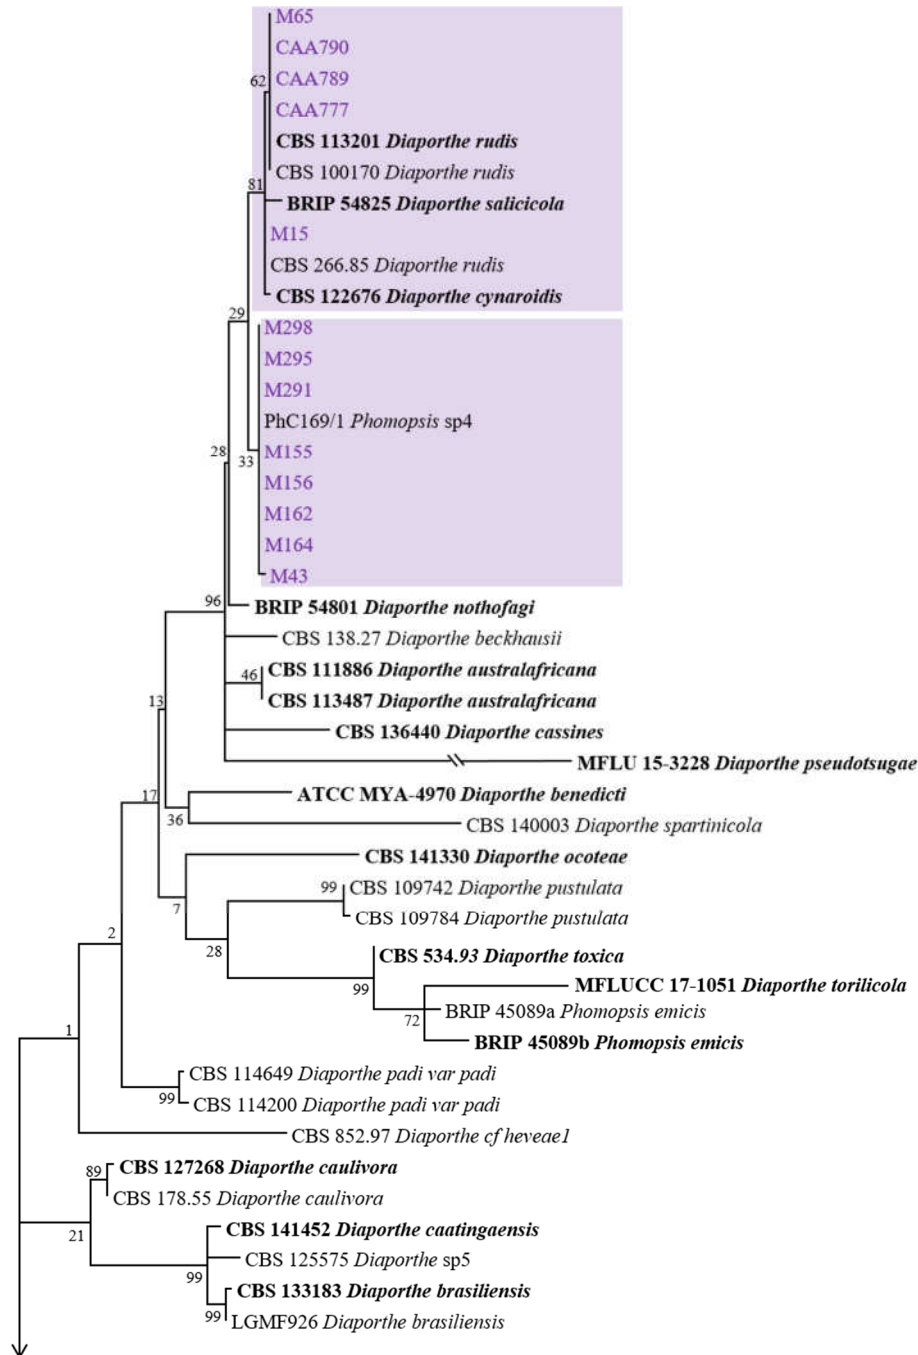 M65
CAA790
62
CAA789
CAA777
CBS 113201 Diaporthe rudis
CBS 100170 Diaporthe rudis
81
BRIP 54825 Diaporthe salicicola
M15
CBS 266.85 Diaporthe rudis
CBS 122676 Diaporthe cynaroidis
29
M298
M295
M291
PhC169/1 Phomopsis sp4
28
M155
33
M156
M162
M164
M43
96
BRIP 54801 Diaporthe nothofagi
CBS 138.27 Diaporthe beckhausii
46
CBS 111886 Diaporthe australafricana
CBS 113487 Diaporthe australafricana
13
CBS 136440 Diaporthe cassines
MFLU 15-3228 Diaporthe pseudotsugae
17
ATCC MYA-4970 Diaporthe benedicti
36
CBS 140003 Diaporthe spartinicola
CBS 141330 Diaporthe ocoteae
99
CBS 109742 Diaporthe pustulata
7
CBS 109784 Diaporthe pustulata
2
28
CBS 534.93 Diaporthe toxica
99
MFLUCC 17-1051 Diaporthe torilicola
BRIP 45089a Phomopsis emicis
72
1
BRIP 45089b Phomopsis emicis
CBS 114649 Diaporthe padi var padi
99
CBS 114200 Diaporthe padi var padi
CBS 852.97 Diaporthe cf heveae1
89
CBS 127268 Diaporthe caulivora
CBS 178.55 Diaporthe caulivora
21
CBS 141452 Diaporthe caatingaensis
CBS 125575 Diaporthe sp5
99
CBS 133183 Diaporthe brasiliensis
99
LGMF926 Diaporthe brasiliensis